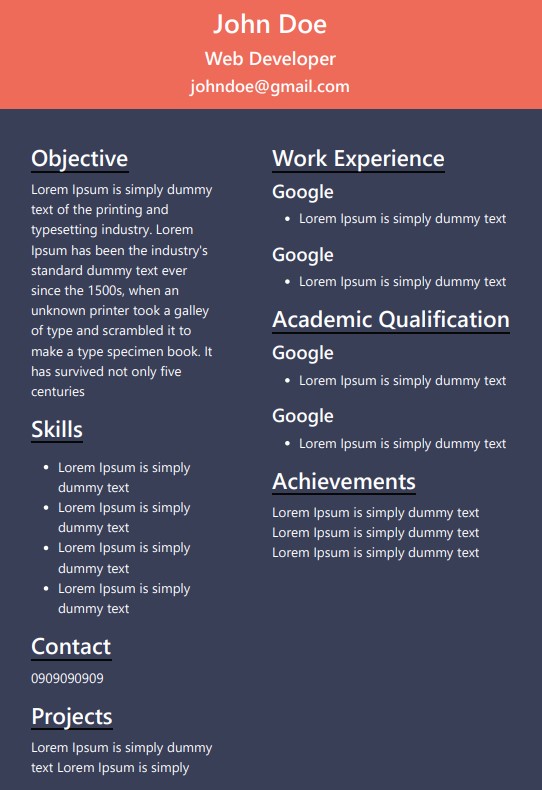 John Doe
Web Developer
johndoe@gmail.com
Objective
Lorem Ipsum is simply dummy
text of the printing and
typesetting industry. Lorem
Ipsum has been the industry's
standard dummy text ever
since the 1500s, when an
unknown printer took a galley
of type and scrambled it to
make a type specimen book. It
has survived not only five
centuries
Skills
• Lorem Ipsum is simply
dummy text
• Lorem Ipsum is simply
dummy text
• Lorem Ipsum is simply
dummy text
• Lorem Ipsum is simply
dummy text
Contact
0909090909
Projects
Lorem Ipsum is simply dummy
text Lorem Ipsum is simply
Work Experience
Google
• Lorem Ipsum is simply dummy text
Google
• Lorem Ipsum is simply dummy text
Academic Qualification
Google
• Lorem Ipsum is simply dummy text
Google
• Lorem Ipsum is simply dummy text
Achievements
Lorem Ipsum is simply dummy text
Lorem Ipsum is simply dummy text
Lorem Ipsum is simply dummy text